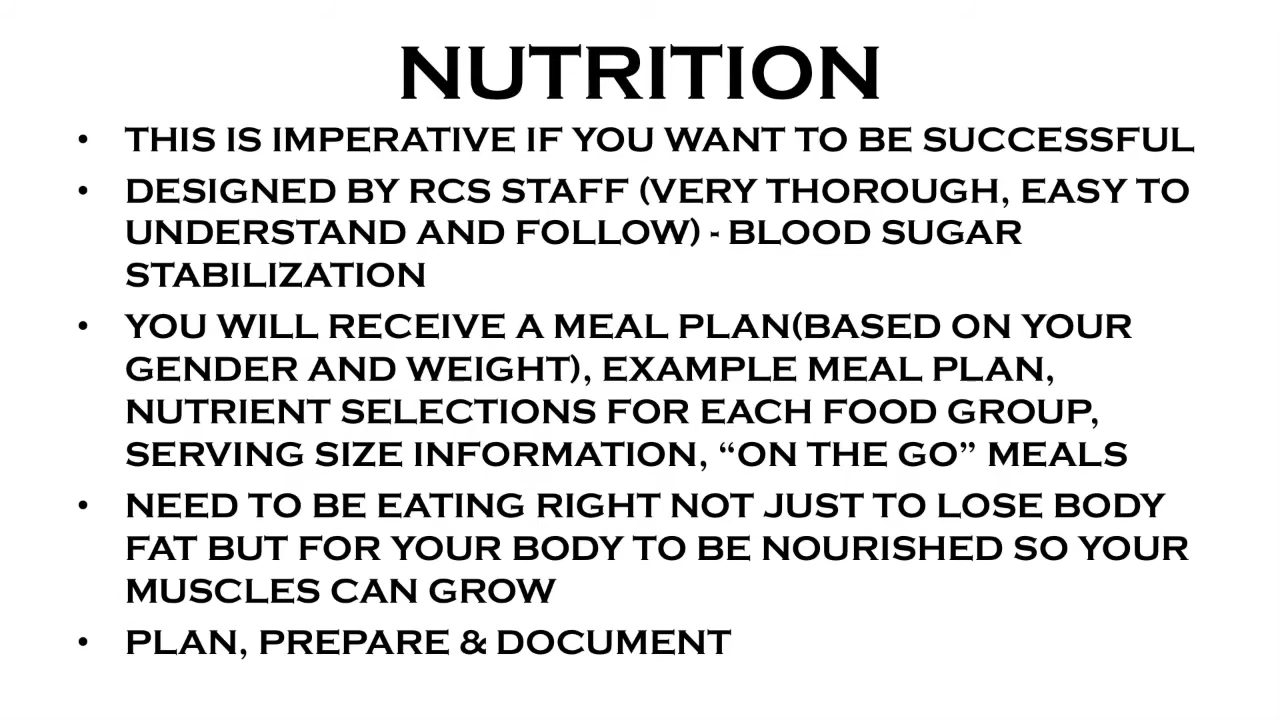 NUTRITION
• THIS IS IMPERATIVE IF YOU WANT TO BE SUCCESSFUL
• DESIGNED BY RCS STAFF (VERY THOROUGH, EASY TO
UNDERSTAND AND FOLLOW) - BLOOD SUGAR
STABILIZATION
• YOU WILL RECEIVE A MEAL PLAN(BASED ON YOUR
GENDER AND WEIGHT), EXAMPLE MEAL PLAN,
NUTRIENT SELECTIONS FOR EACH FOOD GROUP,
SERVING SIZE INFORMATION, “ON THE GO” MEALS
• NEED TO BE EATING RIGHT NOT JUST TO LOSE BODY
FAT BUT FOR YOUR BODY TO BE NOURISHED SO YOUR
MUSCLES CAN GROW
• PLAN, PREPARE & DOCUMENT